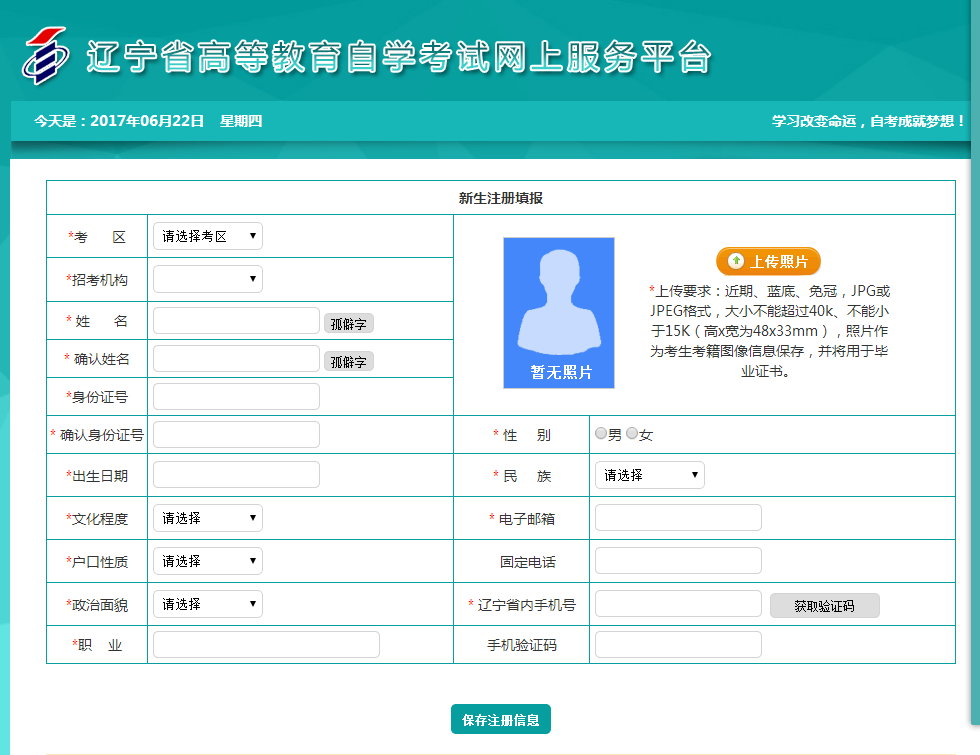 辽宁省高等教育自学考试网上服务平台
今天是：2017年06月22日 星期四
学习改变命运，自考成就梦想！
新生注册填报
*考 区 请选择考区
*招考机构
* 姓 名 孤僻字
* 确认姓名 孤僻字
*身份证号
暂无照片
上传照片
*上传要求：近期、蓝底、免冠，JPG或
JPEG格式，大小不能超过40k、不能小
于15K（高x宽为48x33mm），照片作
为考生考籍图像信息保存，并将用于毕
业证书。
* 确认身份证号 * 性 别 男 女
*出生日期 * 民 族 请选择
*文化程度 请选择 * 电子邮箱
*户口性质 请选择 固定电话
*政治面貌 请选择 * 辽宁省内手机号 获取验证码
*职 业 手机验证码
保存注册信息